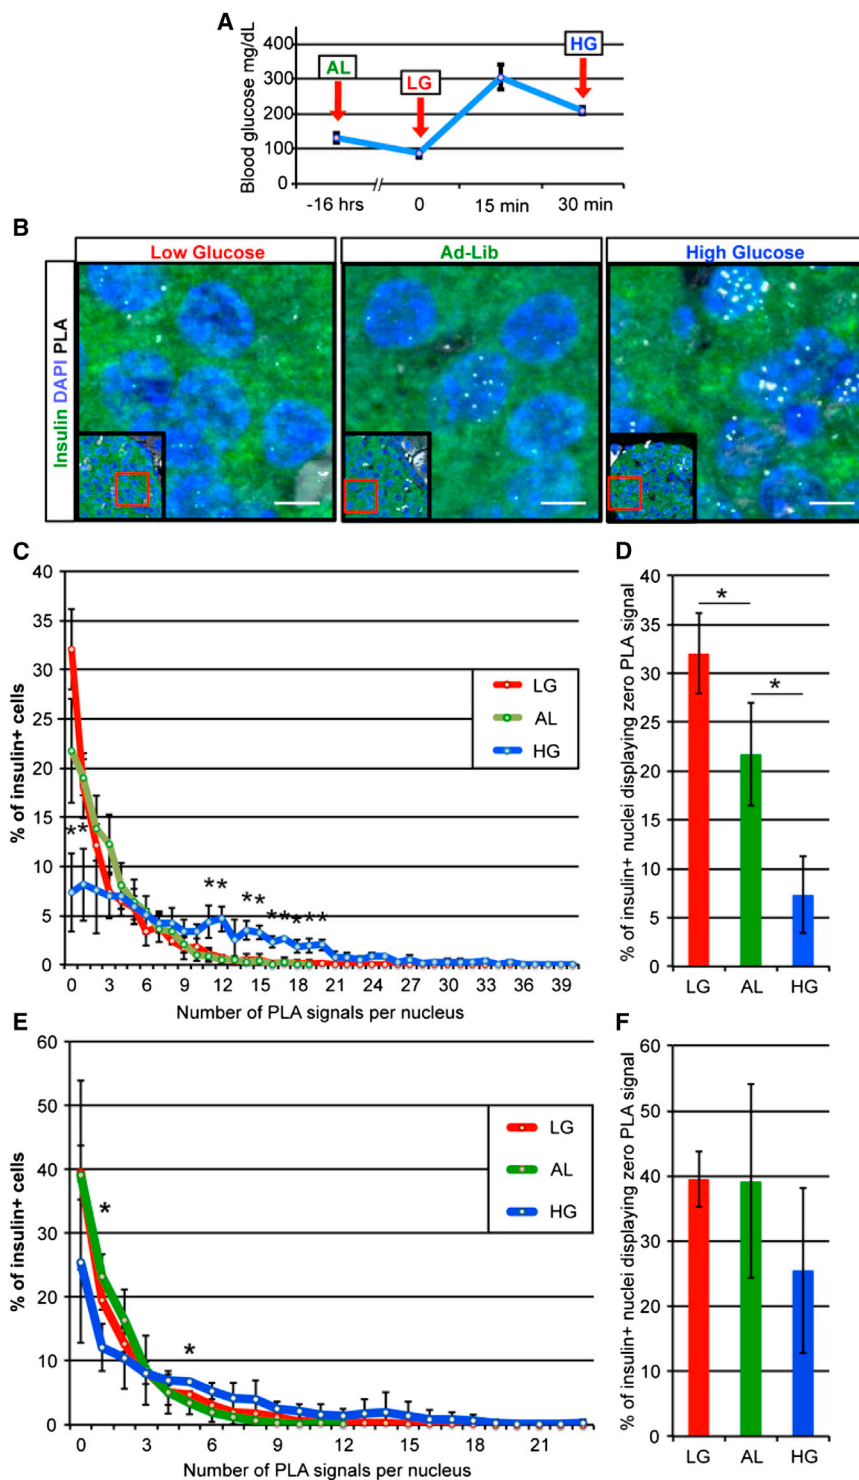 A
Blood glucose mg/dL
400
300
200
100
0
AL
LG
HG
-16 hrs
0
15 min
30 min
B
Low Glucose
Ad-Lib
High Glucose
Insulin DAPI PLA
C
% of insulin+ cells
40
35
30
25
20
15
10
5
0
LG
AL
HG
* *
**
**
** * **
0 3 6 9 12 15 18 21 24 27 30 33 36 39
Number of PLA signals per nucleus
D
% of insulin+ nuclei displaying zero PLA signal
40
35
30
25
20
15
10
5
0
*
*
LG AL HG
E
% of insulin+ cells
60
50
40
30
20
10
0
LG
AL
HG
*
*
0 3 6 9 12 15 18 21
Number of PLA signals per nucleus
F
% of insulin+ nuclei displaying zero PLA signal
60
50
40
30
20
10
0
LG AL HG